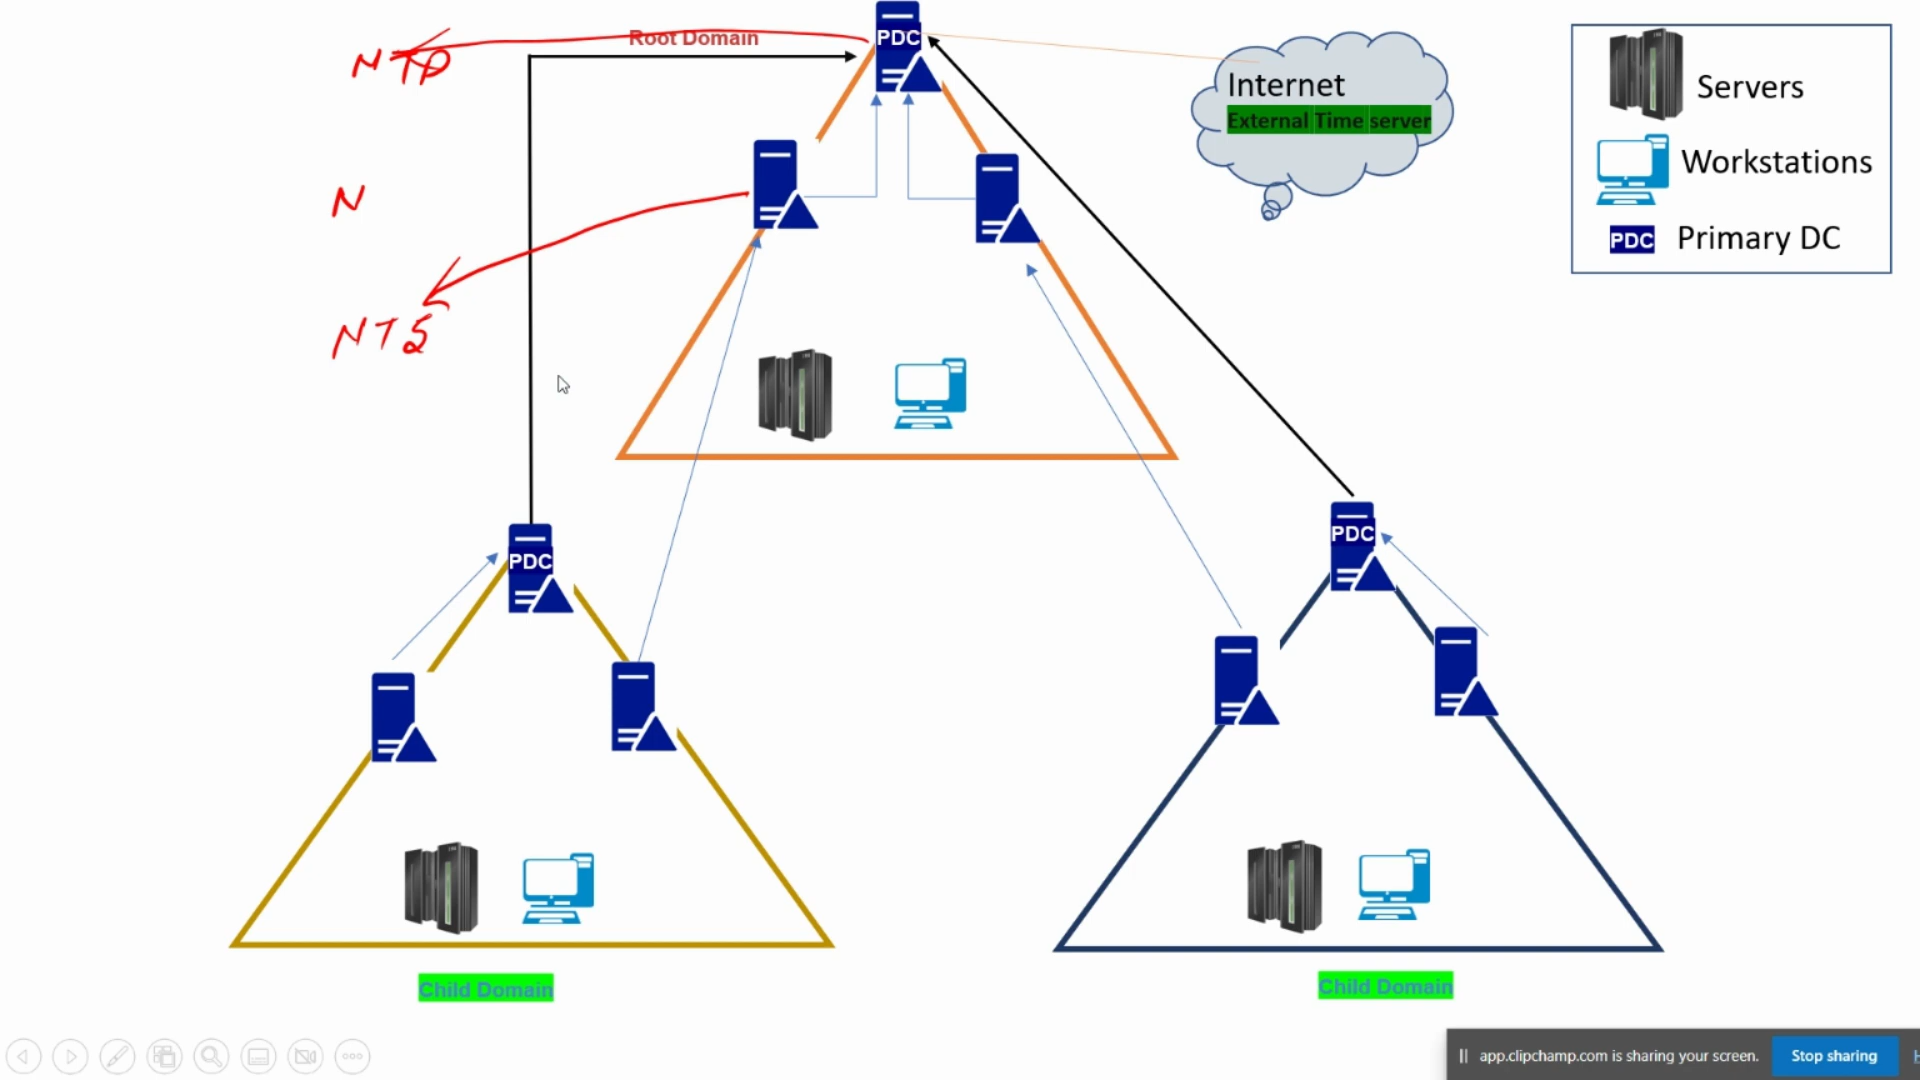 Root Domain
PDC
NTP
Internet
External Time server
Servers
Workstations
PDC Primary DC
N
NTS
PDC
PDC
Child Domain
Child Domain
app.clipchamp.com is sharing your screen.
Stop sharing